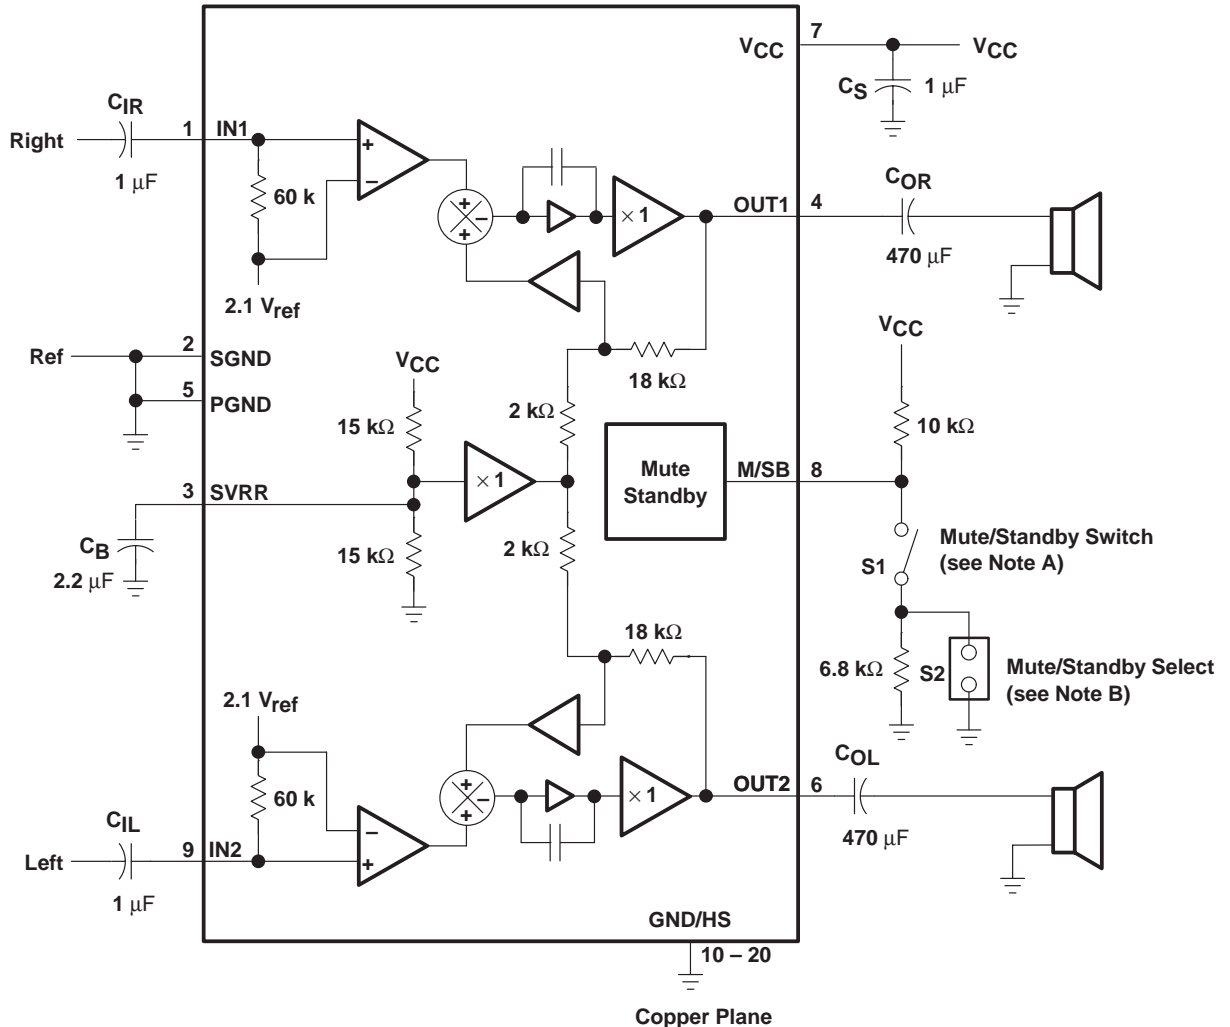 7
VCC
VCC
CS
1 μF
CIR
1
IN1
Right
1 μF
60 k
+
−
+
−
+
× 1
OUT1
4
COR
470 μF
2.1 Vref
VCC
2
Ref
SGND
VCC
18 kΩ
5
PGND
15 kΩ
2 kΩ
10 kΩ
Mute
Standby
M/SB
8
× 1
3
SVRR
CB
2.2 μF
15 kΩ
2 kΩ
S1
Mute/Standby Switch
(see Note A)
18 kΩ
6.8 kΩ
S2
Mute/Standby Select
(see Note B)
2.1 Vref
COL
60 k
+
−
+
× 1
OUT2
6
470 μF
CIL
−
+
9
IN2
Left
1 μF
GND/HS
10 – 20
Copper Plane